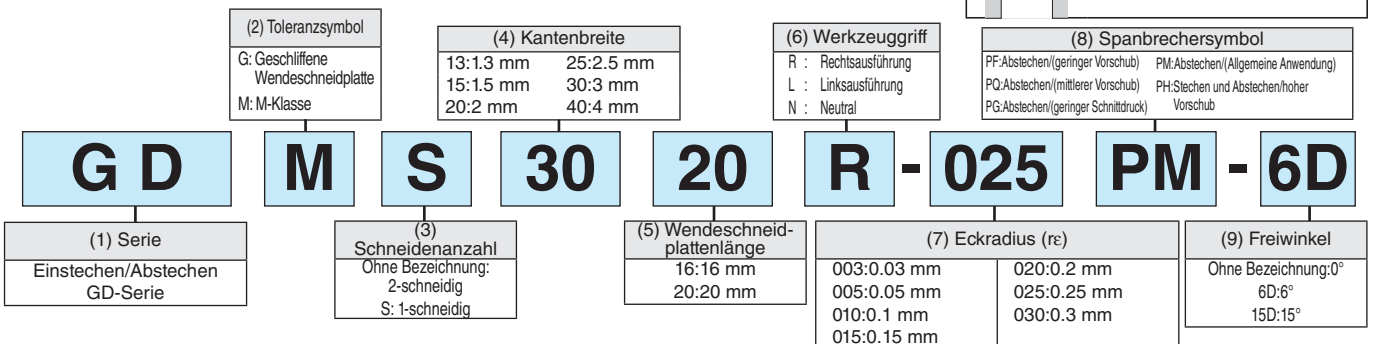 (2) Toleranzsymbol
G: Geschliffene
Wendeschneidplatte
M: M-Klasse
(4) Kantenbreite
13:1.3 mm 25:2.5 mm
15:1.5 mm 30:3 mm
20:2 mm 40:4 mm
(6) Werkzeuggriff
R : Rechtsausführung
L : Linksausführung
N : Neutral
(8) Spanbrechersymbol
PF:Abstechen/(geringer Vorschub) PM:Abstechen/(Allgemeine Anwendung)
PQ:Abstechen/(mittlerer Vorschub) PH:Stechen und Abstechen/hoher
PG:Abstechen/(geringer Schnittdruck) Vorschub
G D M S 30 20 R - 025 PM - 6D
(1) Serie
Einstechen/Abstechen
GD-Serie
(3)
Schneidenanzahl
Ohne Bezeichnung:
2-schneidig
S: 1-schneidig
(5) Wendeschneid-
plattenlänge
16:16 mm
20:20 mm
(7) Eckradius (rε)
003:0.03 mm 020:0.2 mm
005:0.05 mm 025:0.25 mm
010:0.1 mm 030:0.3 mm
015:0.15 mm
(9) Freiwinkel
Ohne Bezeichnung:0°
6D:6°
15D:15°